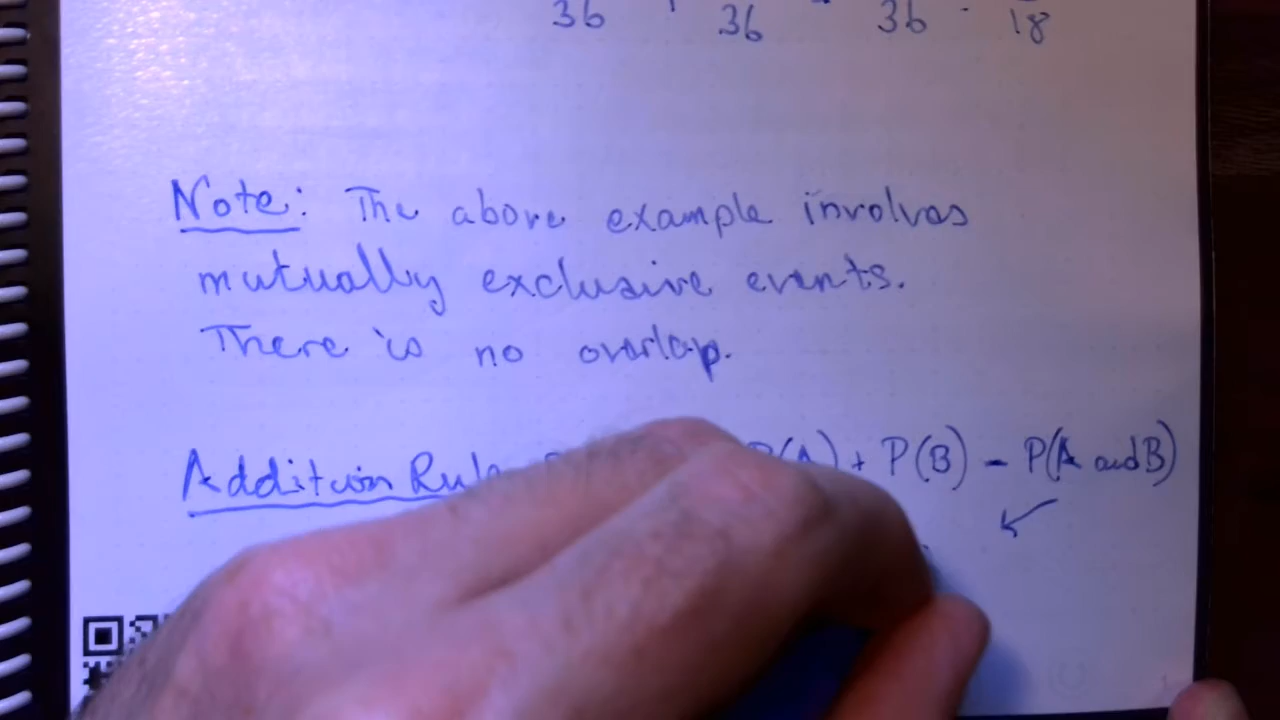 36 36 36 18
Note: The above example involves
mutually exclusive events.
There is no overlap.
Addition Rule P(A) + P(B) - P(A and B)